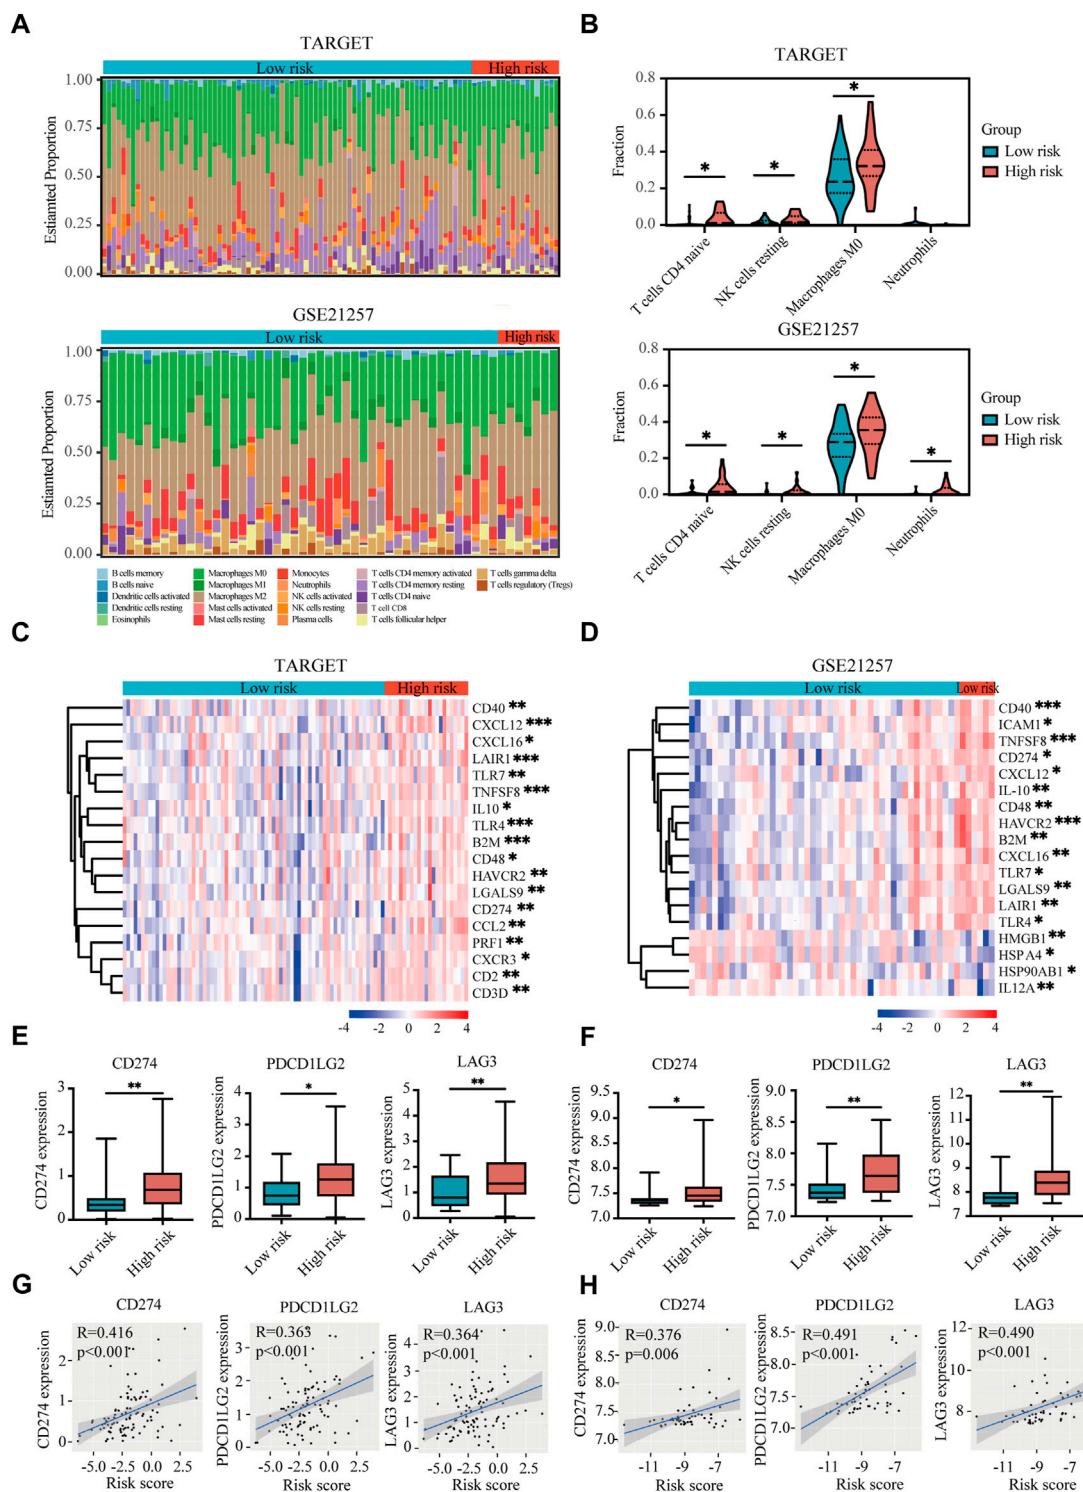 A
TARGET
Low risk
High risk
1.00
0.75
0.50
0.25
0.00
Estiamted Proportion
GSE21257
Low risk
High risk
1.00
0.75
0.50
0.25
0.00
Estiamted Proportion
B cells memory
B cells naive
Dendritic cells activated
Dendritic cells resting
Eosinophils
Macrophages M0
Macrophages M1
Macrophages M2
Mast cells activated
Mast cells resting
Monocytes
Neutrophils
NK cells activated
NK cells resting
Plasma cells
T cells CD4 memory activated
T cells CD4 memory resting
T cells CD4 naive
T cell CD8
T cells follicular helper
T cells gamma delta
T cells regulatory (Tregs)
B
TARGET
0.8
0.6
0.4
0.2
0.0
Fraction
*
*
*
T cells CD4 naive
NK cells resting
Macrophages M0
Neutrophils
Group
Low risk
High risk
GSE21257
0.8
0.6
0.4
0.2
0.0
Fraction
*
*
*
*
T cells CD4 naive
NK cells resting
Macrophages M0
Neutrophils
Group
Low risk
High risk
C
TARGET
Low risk
High risk
CD40 **
CXCL12 ***
CXCL16 *
LAIR1 ***
TLR7 **
TNFSF8 ***
IL10 *
TLR4 ***
B2M ***
CD48 *
HAVCR2 **
LGALS9 **
CD274 **
CCL2 **
PRF1 **
CXCR3 *
CD2 **
CD3D **
-4 -2 0 2 4
D
GSE21257
Low risk
Low risk
CD40 ***
ICAM1 *
TNFSF8 ***
CD274 *
CXCL12 *
IL-10 **
CD48 **
HAVCR2 ***
B2M **
CXCL16 **
TLR7 *
LGALS9 **
LAIR1 **
TLR4 *
HMGB1 **
HSPA4 *
HSP90AB1 *
IL12A **
-4 -2 0 2 4
E
CD274
**
3
2
1
0
CD274 expression
Low risk
High risk
PDCD1LG2
*
4
3
2
1
0
PDCD1LG2 expression
Low risk
High risk
LAG3
**
5
4
3
2
1
0
LAG3 expression
Low risk
High risk
F
CD274
*
9.5
9.0
8.5
8.0
7.5
7.0
CD274 expression
Low risk
High risk
PDCD1LG2
**
9.0
8.5
8.0
7.5
7.0
PDCD1LG2 expression
Low risk
High risk
LAG3
**
12
11
10
9
8
7
LAG3 expression
Low risk
High risk
G
CD274
R=0.416
p<0.001
2
1
0
CD274 expression
-5.0 -2.5 0.0 2.5
Risk score
PDCD1LG2
R=0.363
p<0.001
3
2
1
0
PDCD1LG2 expression
-5.0 -2.5 0.0 2.5
Risk score
LAG3
R=0.364
p<0.001
4
3
2
1
0
LAG3 expression
-5.0 -2.5 0.0 2.5
Risk score
H
CD274
R=0.376
p=0.006
9.0
8.5
8.0
7.5
7.0
CD274 expression
-11 -9 -7
Risk score
PDCD1LG2
R=0.491
p<0.001
8.5
8.0
7.5
7.0
PDCD1LG2 expression
-11 -9 -7
Risk score
LAG3
R=0.490
p<0.001
12
10
8
LAG3 expression
-11 -9 -7
Risk score